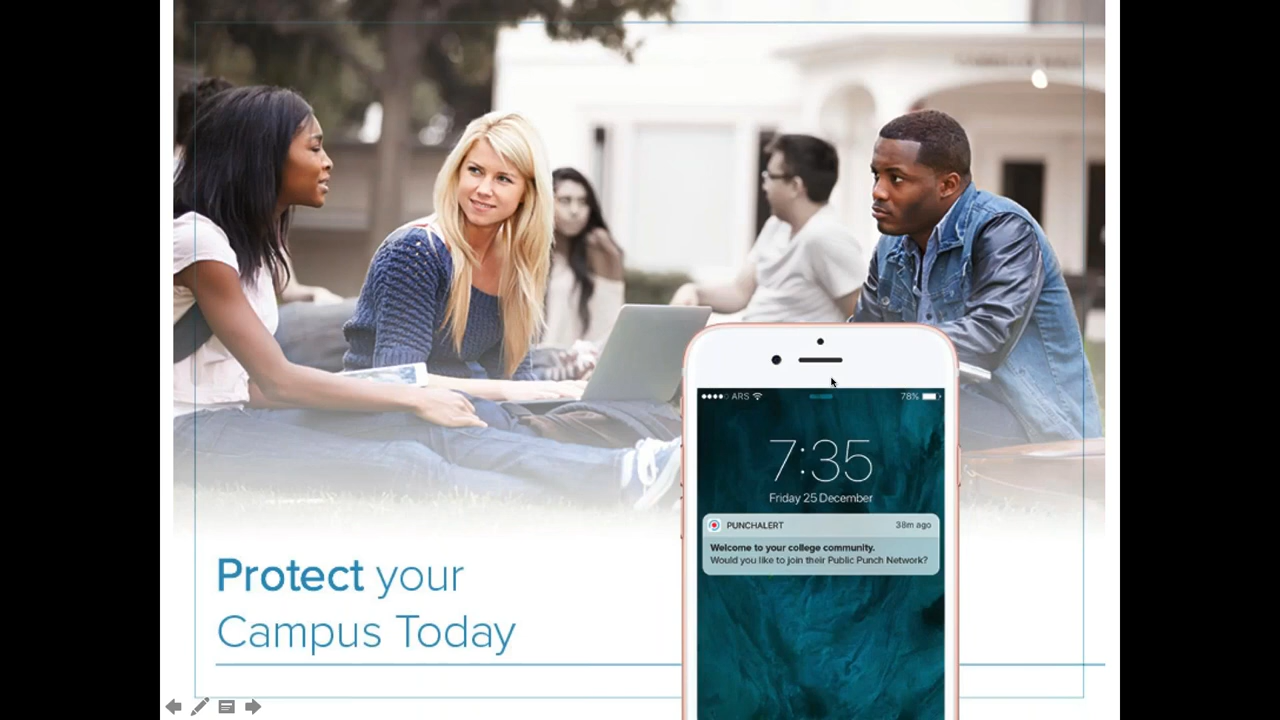 ARS
78%
7:35
Friday 25 December
PUNCHALERT
38m ago
Welcome to your college community.
Would you like to join their Public Punch Network?
Protect your
Campus Today